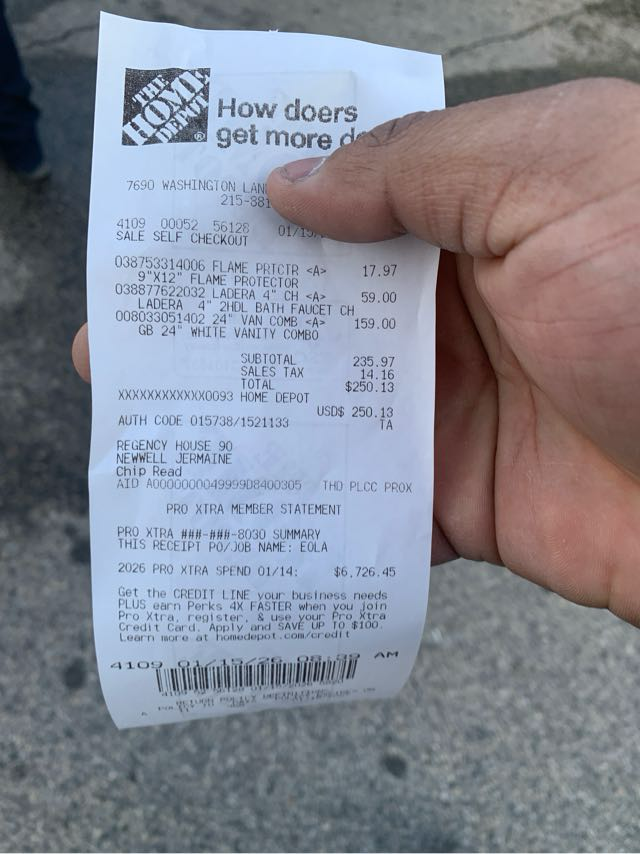 THE
HOME
DEPOT
How doers
get more
7690 WASHINGTON
215-
4109 00052 56128
SALE SELF CHECKOUT
038753314006 FLAME PRTCTR <A> 17.97
9"X12" FLAME PROTECTOR
038877622032 LADERA 4" CH <A> 59.00
LADERA 4" 2HDL BATH FAUCET CH
008033051402 24" VAN COMB <A> 159.00
GB 24" WHITE VANITY COMBO
SUBTOTAL 235.97
SALES TAX 14.16
TOTAL $250.13
XXXXXXXXXXXX0093 HOME DEPOT
USD$ 250.13
AUTH CODE 015738/1521133 TA
REGENCY HOUSE 90
NEWWELL JERMAINE
Chip Read
AID A0000000049999D8400305 THD PLCC PROX
PRO XTRA MEMBER STATEMENT
PRO XTRA ###-###-8030 SUMMARY
THIS RECEIPT PO/JOB NAME: EOLA
2026 PRO XTRA SPEND 01/14: $6,726.45
Get the CREDIT LINE your business needs
PLUS earn Perks 4X FASTER when you join
Pro Xtra, register, & use your Pro Xtra
Credit Card. Apply and SAVE UP TO $100.
Learn more at homedepot.com/credit
4109 01/15/26 08:39 AM
RETURN POLICY DEFINITIONS